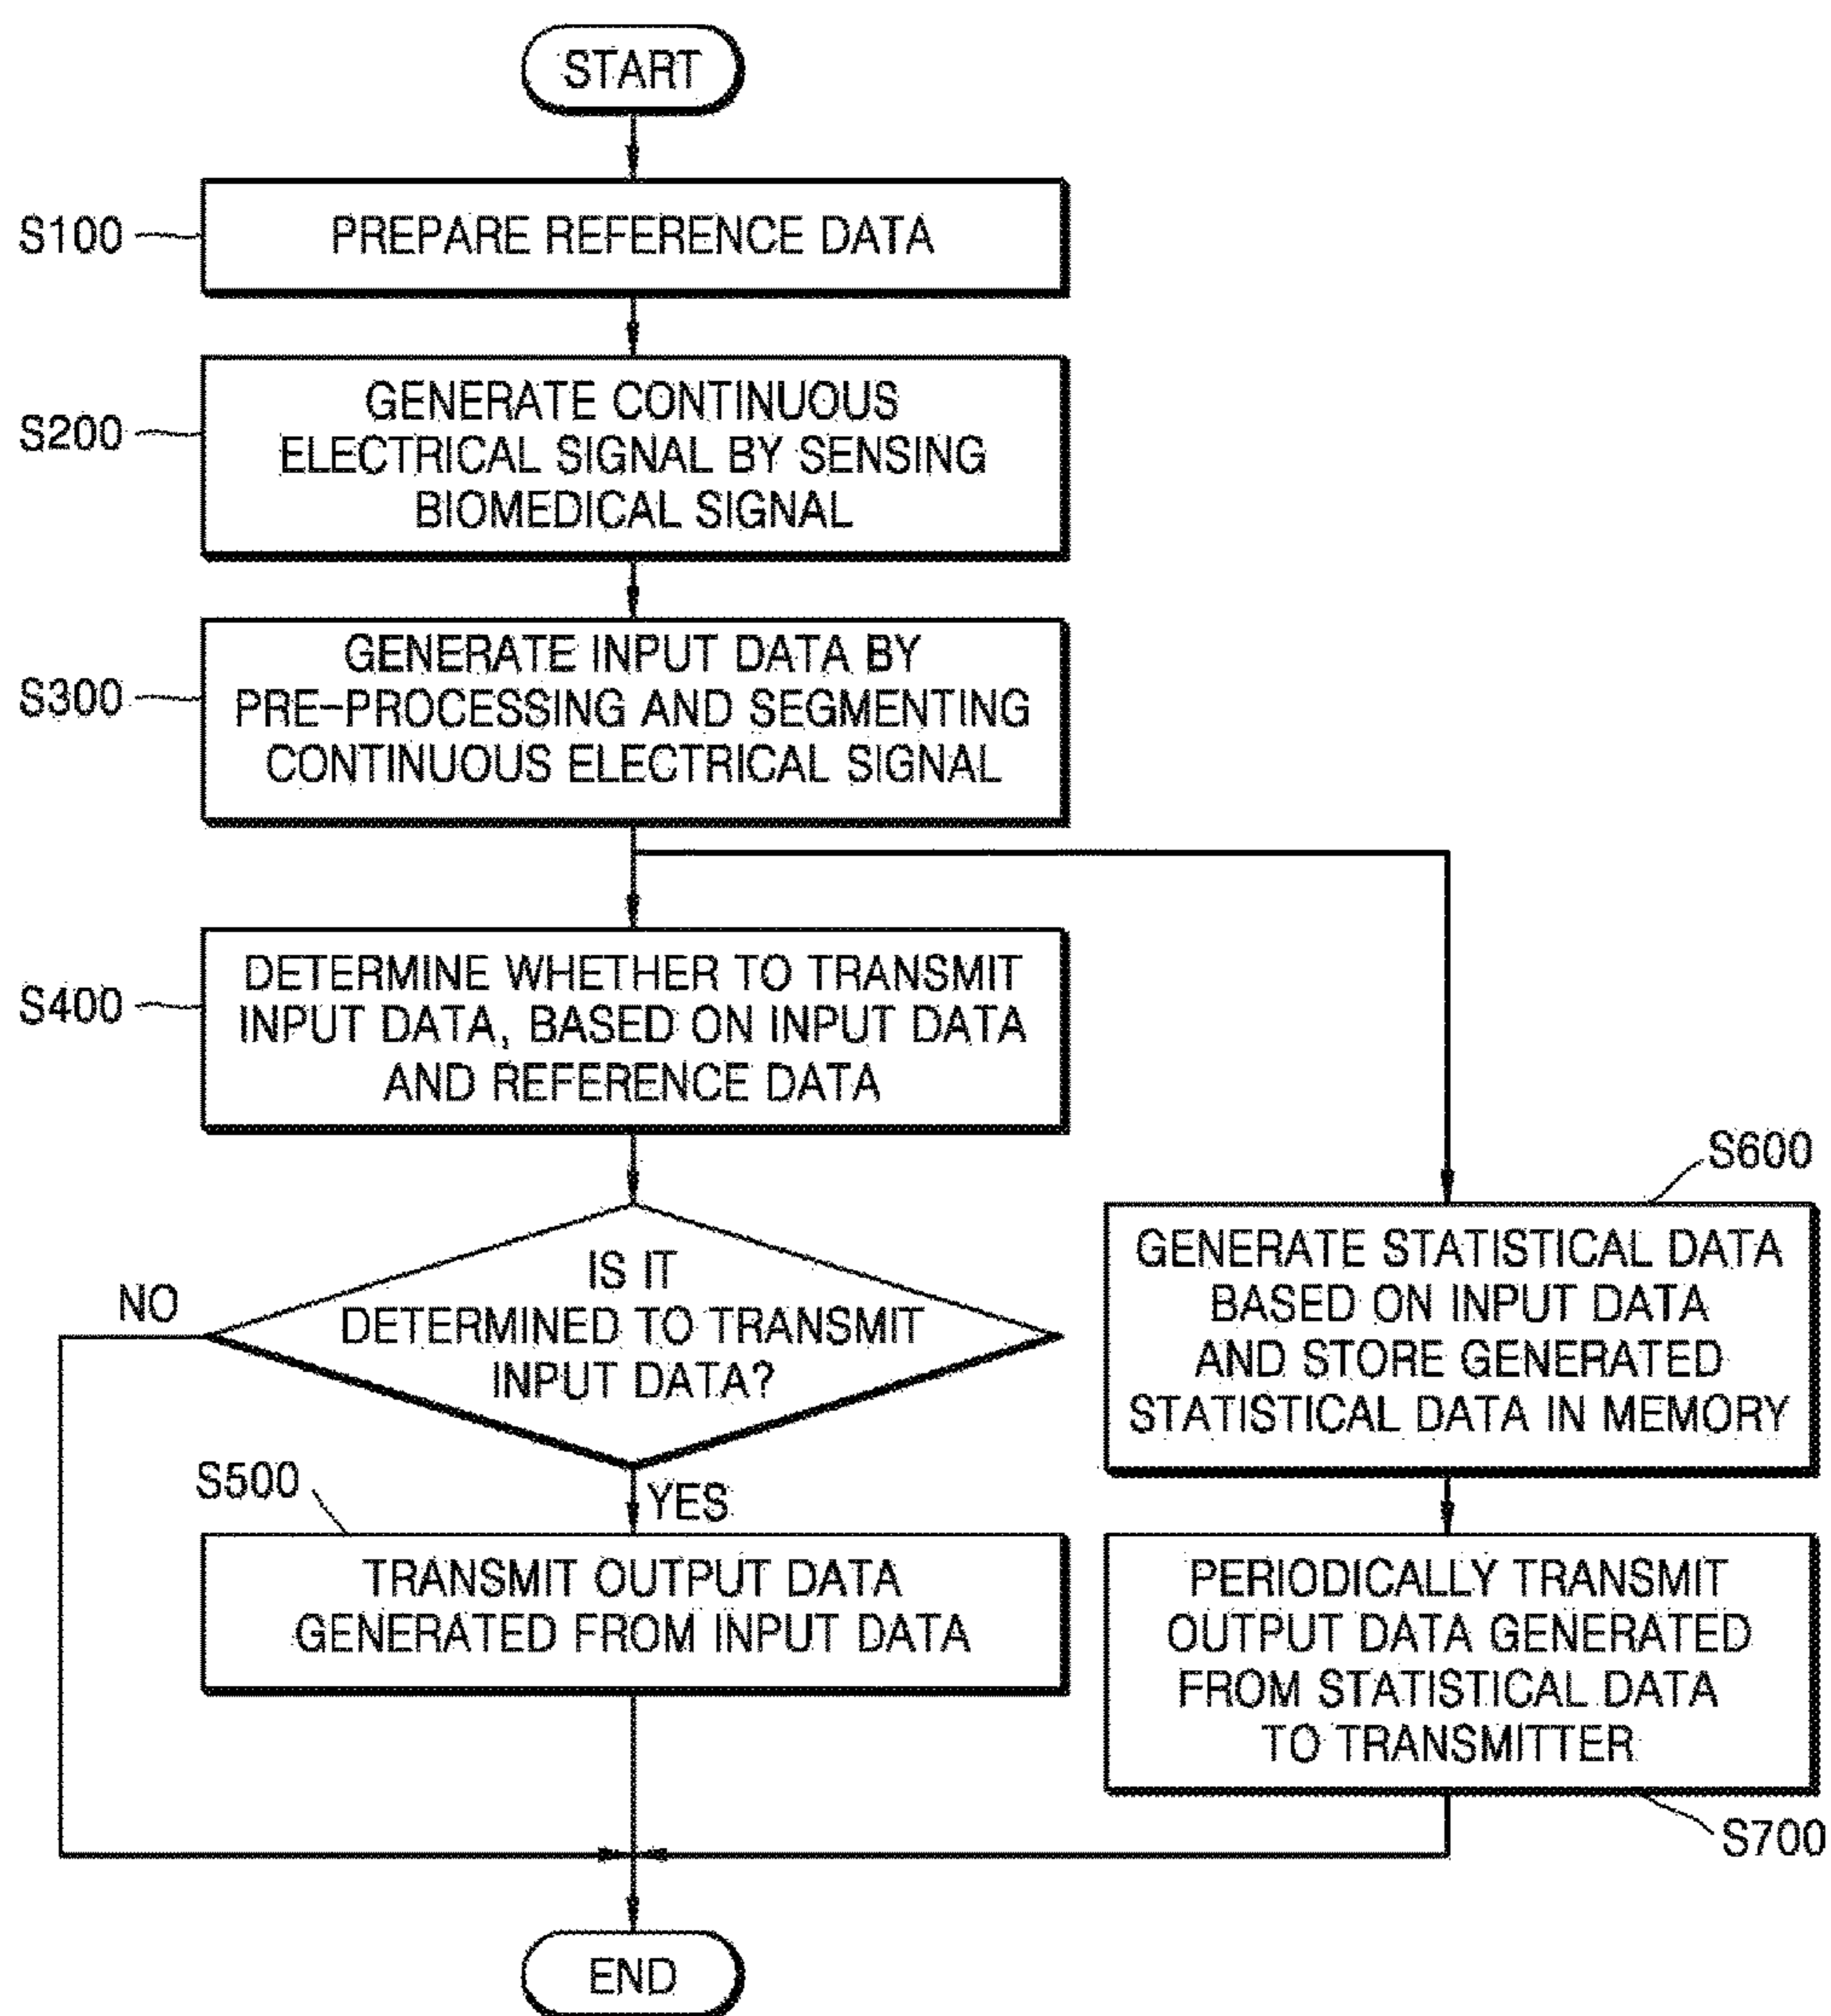 START
S100
PREPARE REFERENCE DATA
S200
GENERATE CONTINUOUS
ELECTRICAL SIGNAL BY SENSING
BIOMEDICAL SIGNAL
S300
GENERATE INPUT DATA BY
PRE-PROCESSING AND SEGMENTING
CONTINUOUS ELECTRICAL SIGNAL
S400
DETERMINE WHETHER TO TRANSMIT
INPUT DATA, BASED ON INPUT DATA
AND REFERENCE DATA
IS IT
DETERMINED TO TRANSMIT
INPUT DATA?
NO
YES
S500
TRANSMIT OUTPUT DATA
GENERATED FROM INPUT DATA
S600
GENERATE STATISTICAL DATA
BASED ON INPUT DATA
AND STORE GENERATED
STATISTICAL DATA IN MEMORY
PERIODICALLY TRANSMIT
OUTPUT DATA GENERATED
FROM STATISTICAL DATA
TO TRANSMITTER
S700
END